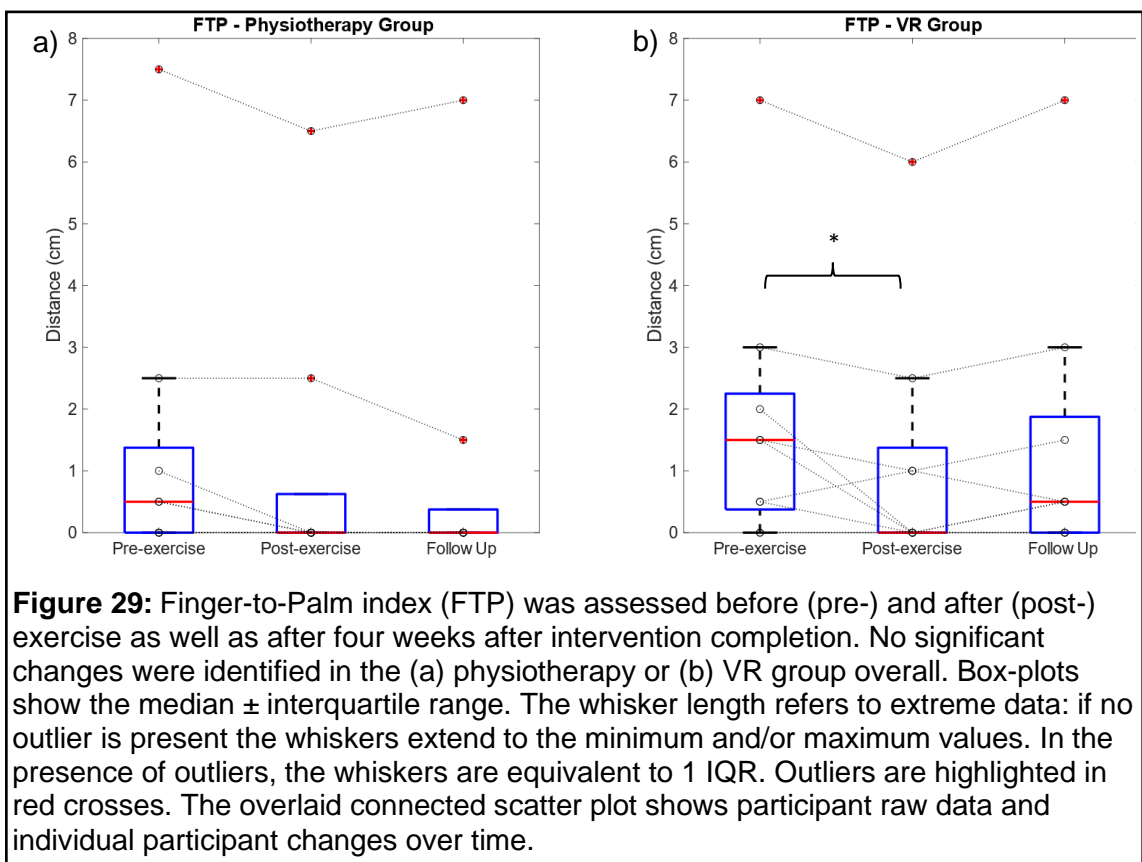 a)
FTP - Physiotherapy Group
8
7
6
5
4
3
2
1
0
Distance (cm)
Pre-exercise Post-exercise Follow Up
b)
FTP - VR Group
8
7
6
5
4
3
2
1
0
Distance (cm)
*
Pre-exercise Post-exercise Follow Up
Figure 29: Finger-to-Palm index (FTP) was assessed before (pre-) and after (post-)
exercise as well as after four weeks after intervention completion. No significant
changes were identified in the (a) physiotherapy or (b) VR group overall. Box-plots
show the median ± interquartile range. The whisker length refers to extreme data: if no
outlier is present the whiskers extend to the minimum and/or maximum values. In the
presence of outliers, the whiskers are equivalent to 1 IQR. Outliers are highlighted in
red crosses. The overlaid connected scatter plot shows participant raw data and
individual participant changes over time.